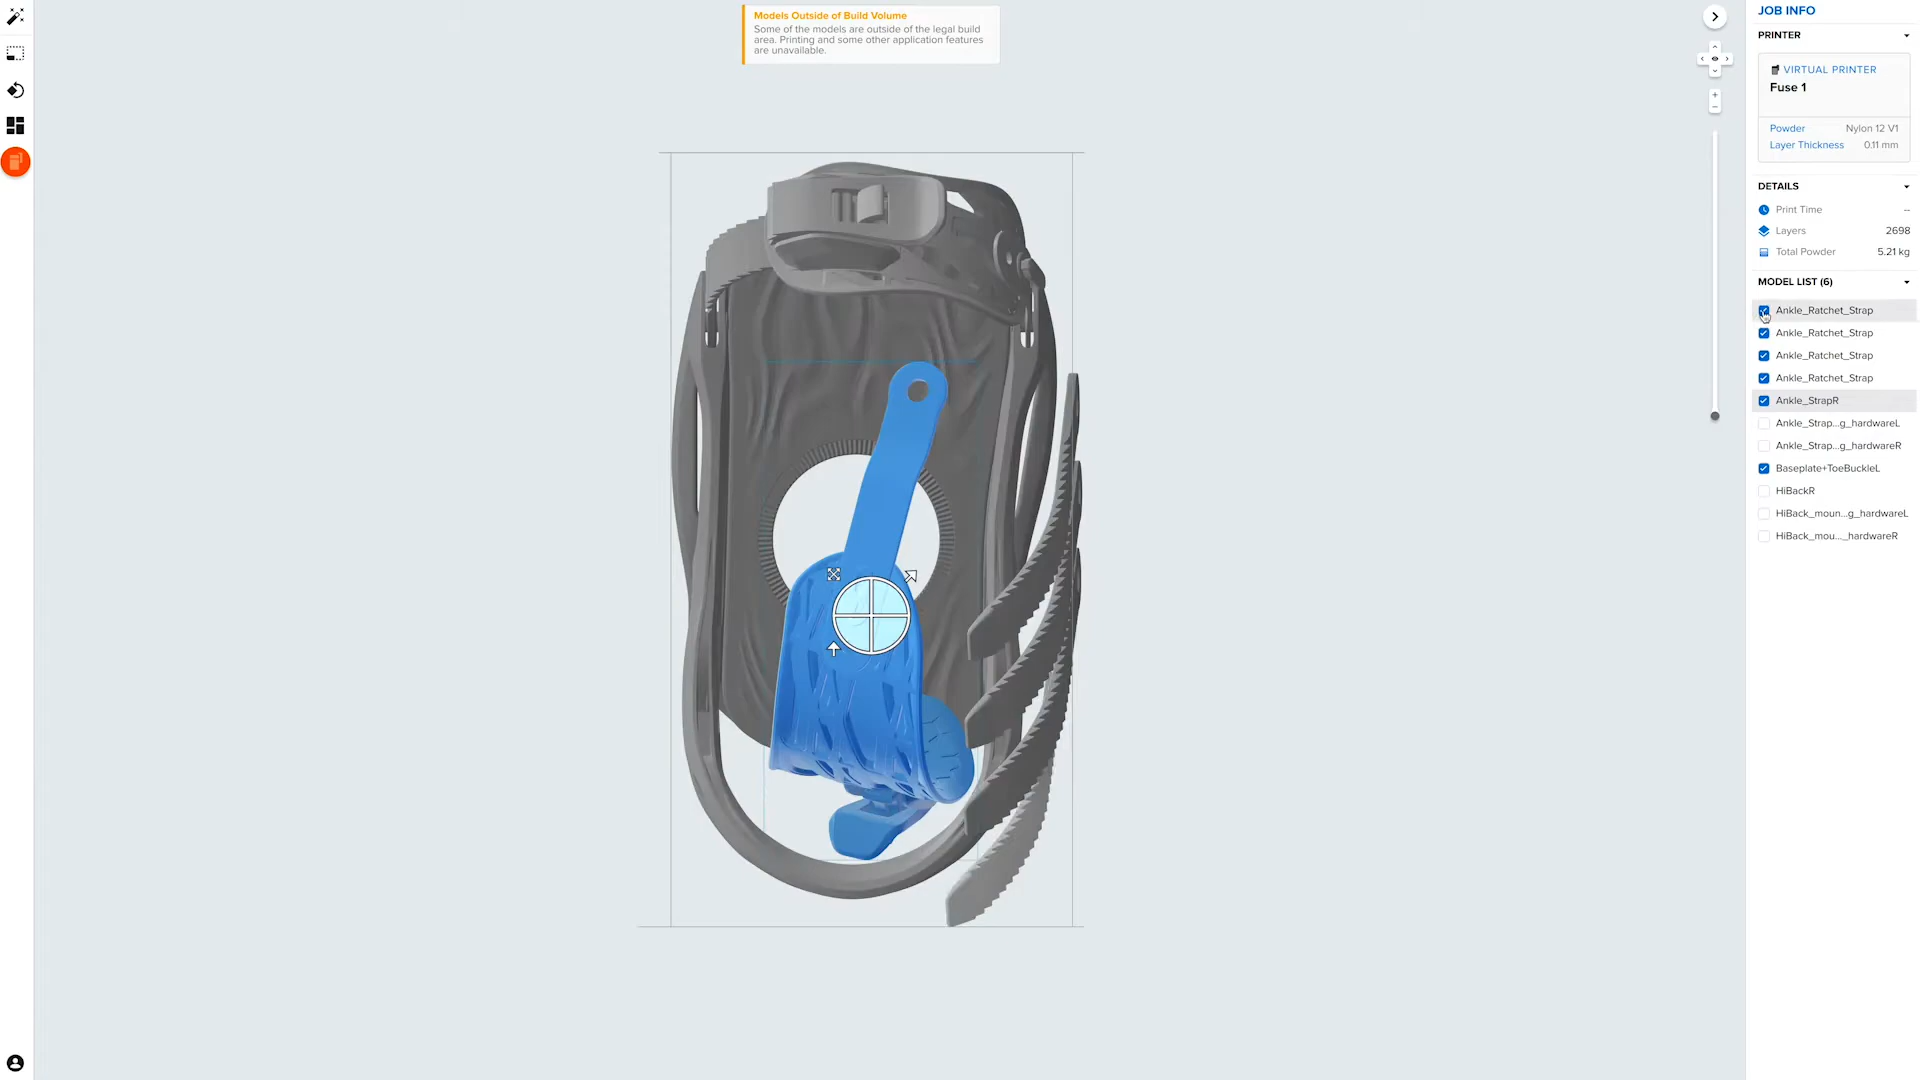 Models Outside of Build Volume
Some of the models are outside of the legal build
area. Printing and some other application features
are unavailable.
JOB INFO
PRINTER
VIRTUAL PRINTER
Fuse 1
Powder Nylon 12 V1
Layer Thickness 0.11 mm
DETAILS
Print Time --
Layers 2698
Total Powder 5.21 kg
MODEL LIST (6)
Ankle_Ratchet_Strap
Ankle_Ratchet_Strap
Ankle_Ratchet_Strap
Ankle_Ratchet_Strap
Ankle_StrapR
Ankle_Strap...g_hardwareL
Ankle_Strap...g_hardwareR
Baseplate+ToeBuckleL
HiBackR
HiBack_moun...g_hardwareL
HiBack_mou..._hardwareR